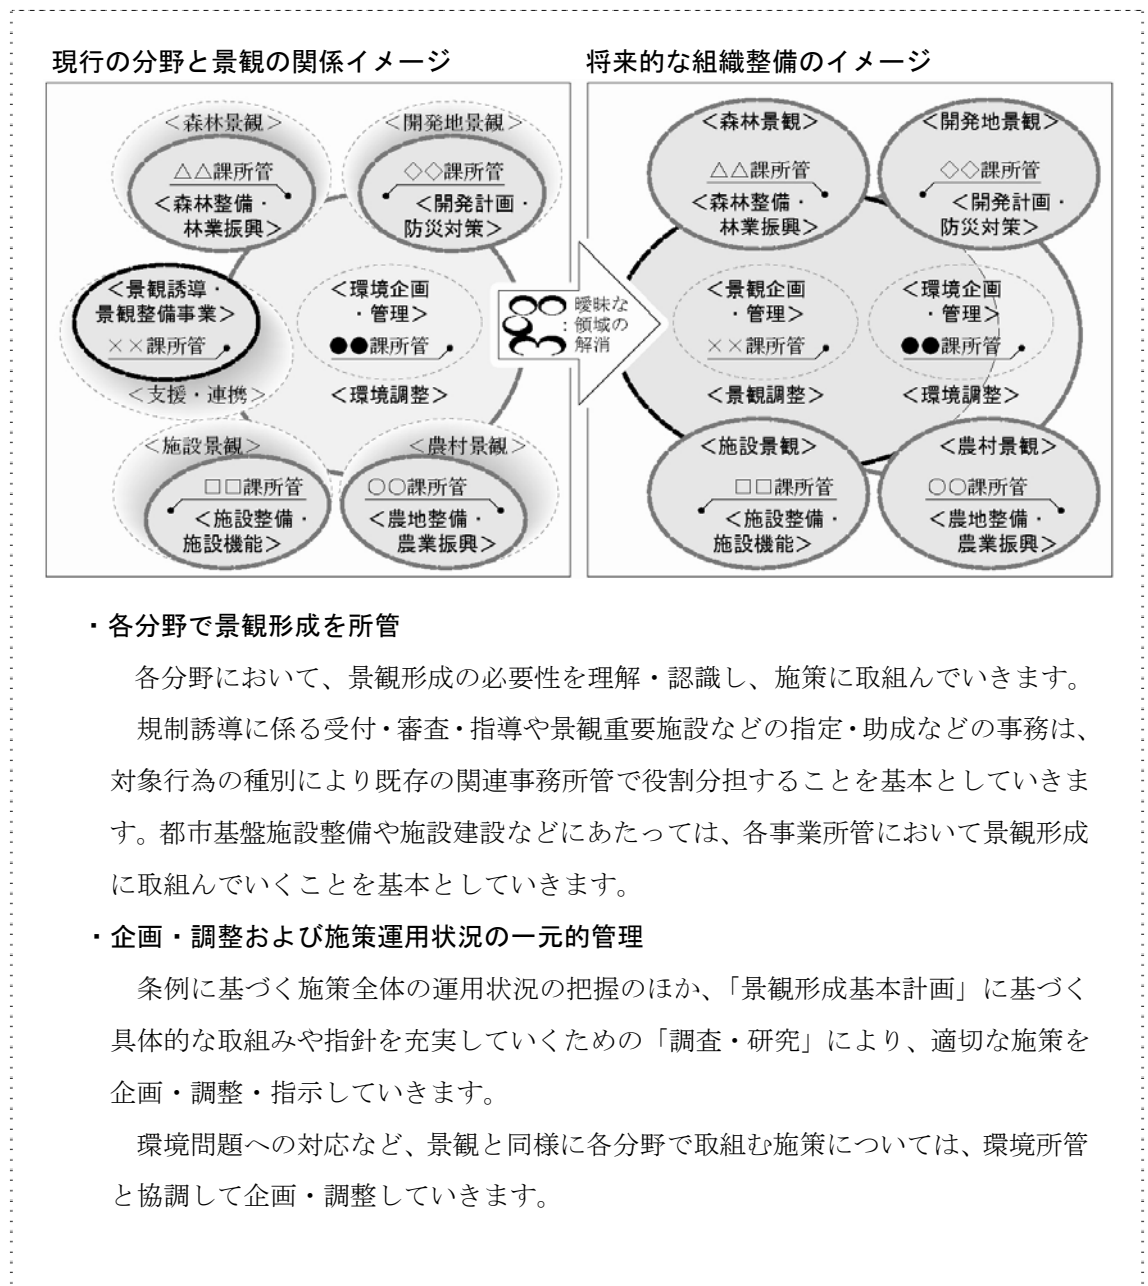 現行の分野と景観の関係イメージ
＜森林景観＞
△△課所管
＜森林整備・
林業振興＞
＜開発地景観＞
◇◇課所管
＜開発計画・
防災対策＞
＜景観誘導・
景観整備事業＞
××課所管
＜支援・連携＞
＜環境企画
・管理＞
●●課所管
＜環境調整＞
＜施設景観＞
□□課所管
＜施設整備・
施設機能＞
＜農村景観＞
○○課所管
＜農地整備・
農業振興＞
：曖昧な
領域の
解消
将来的な組織整備のイメージ
＜森林景観＞
△△課所管
＜森林整備・
林業振興＞
＜開発地景観＞
◇◇課所管
＜開発計画・
防災対策＞
＜景観企画
・管理＞
××課所管
＜景観調整＞
＜環境企画
・管理＞
●●課所管
＜環境調整＞
＜施設景観＞
□□課所管
＜施設整備・
施設機能＞
＜農村景観＞
○○課所管
＜農地整備・
農業振興＞
・各分野で景観形成を所管
各分野において、景観形成の必要性を理解・認識し、施策に取組んでいきます。
規制誘導に係る受付・審査・指導や景観重要施設などの指定・助成などの事務は、
対象行為の種別により既存の関連事務所管で役割分担することを基本としていきま
す。都市基盤施設整備や施設建設などにあたっては、各事業所管において景観形成
に取組んでいくことを基本としていきます。
・企画・調整および施策運用状況の一元的管理
条例に基づく施策全体の運用状況の把握のほか、「景観形成基本計画」に基づく
具体的な取組みや指針を充実していくための「調査・研究」により、適切な施策を
企画・調整・指示していきます。
環境問題への対応など、景観と同様に各分野で取組む施策については、環境所管
と協調して企画・調整していきます。